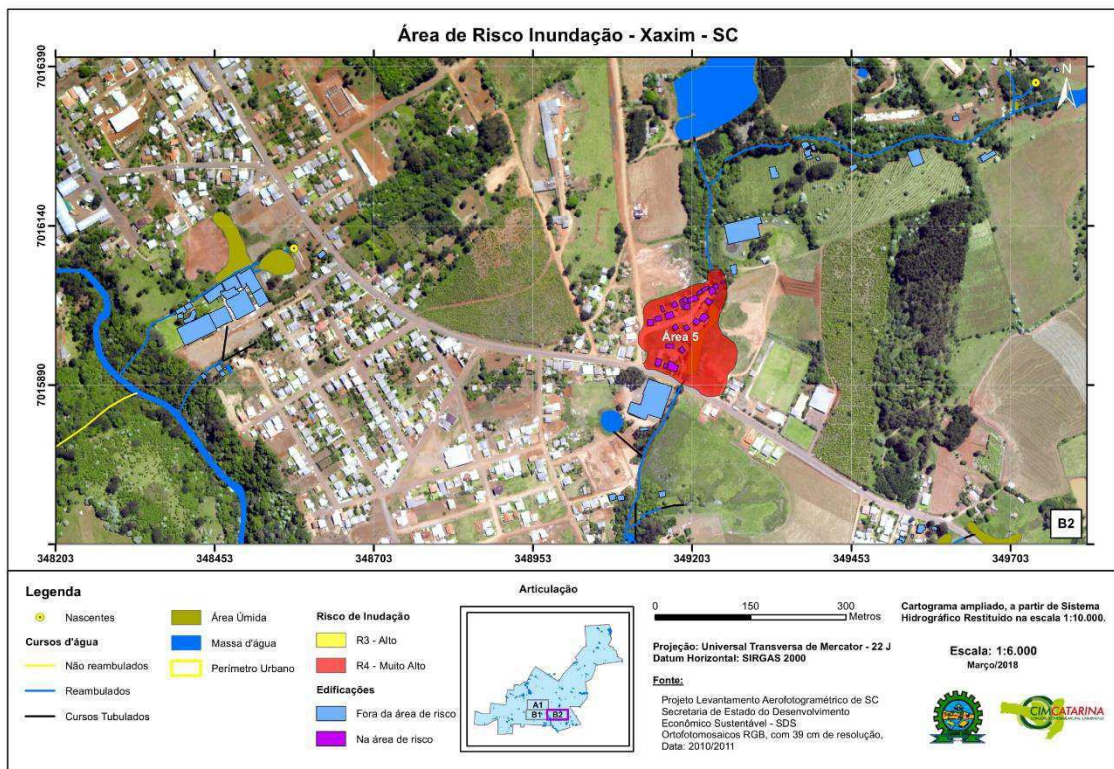 Área de Risco Inundação - Xaxim - SC
7016390
7016140
7015890
N
Área 5
B2
348203
348453
348703
348953
349203
349453
349703
Legenda
Nascentes
Cursos d'água
Não reambulados
Reambulados
Cursos Tubulados
Área Úmida
Massa d'água
Perímetro Urbano
Risco de Inudação
R3 - Alto
R4 - Muito Alto
Edificações
Fora da área de risco
Na área de risco
Articulação
A1
B1
B2
0 150 300
Metros
Projeção: Universal Transversa de Mercator - 22 J
Datum Horizontal: SIRGAS 2000
Fonte:
Projeto Levantamento Aerofotogramétrico de SC
Secretaria de Estado do Desenvolvimento
Econômico Sustentável - SDS
Ortofotomosaicos RGB, com 39 cm de resolução,
Data: 2010/2011
Cartograma ampliado, a partir de Sistema
Hidrográfico Restituído na escala 1:10.000.
Escala: 1:6.000
Março/2018
CIMCATARINA